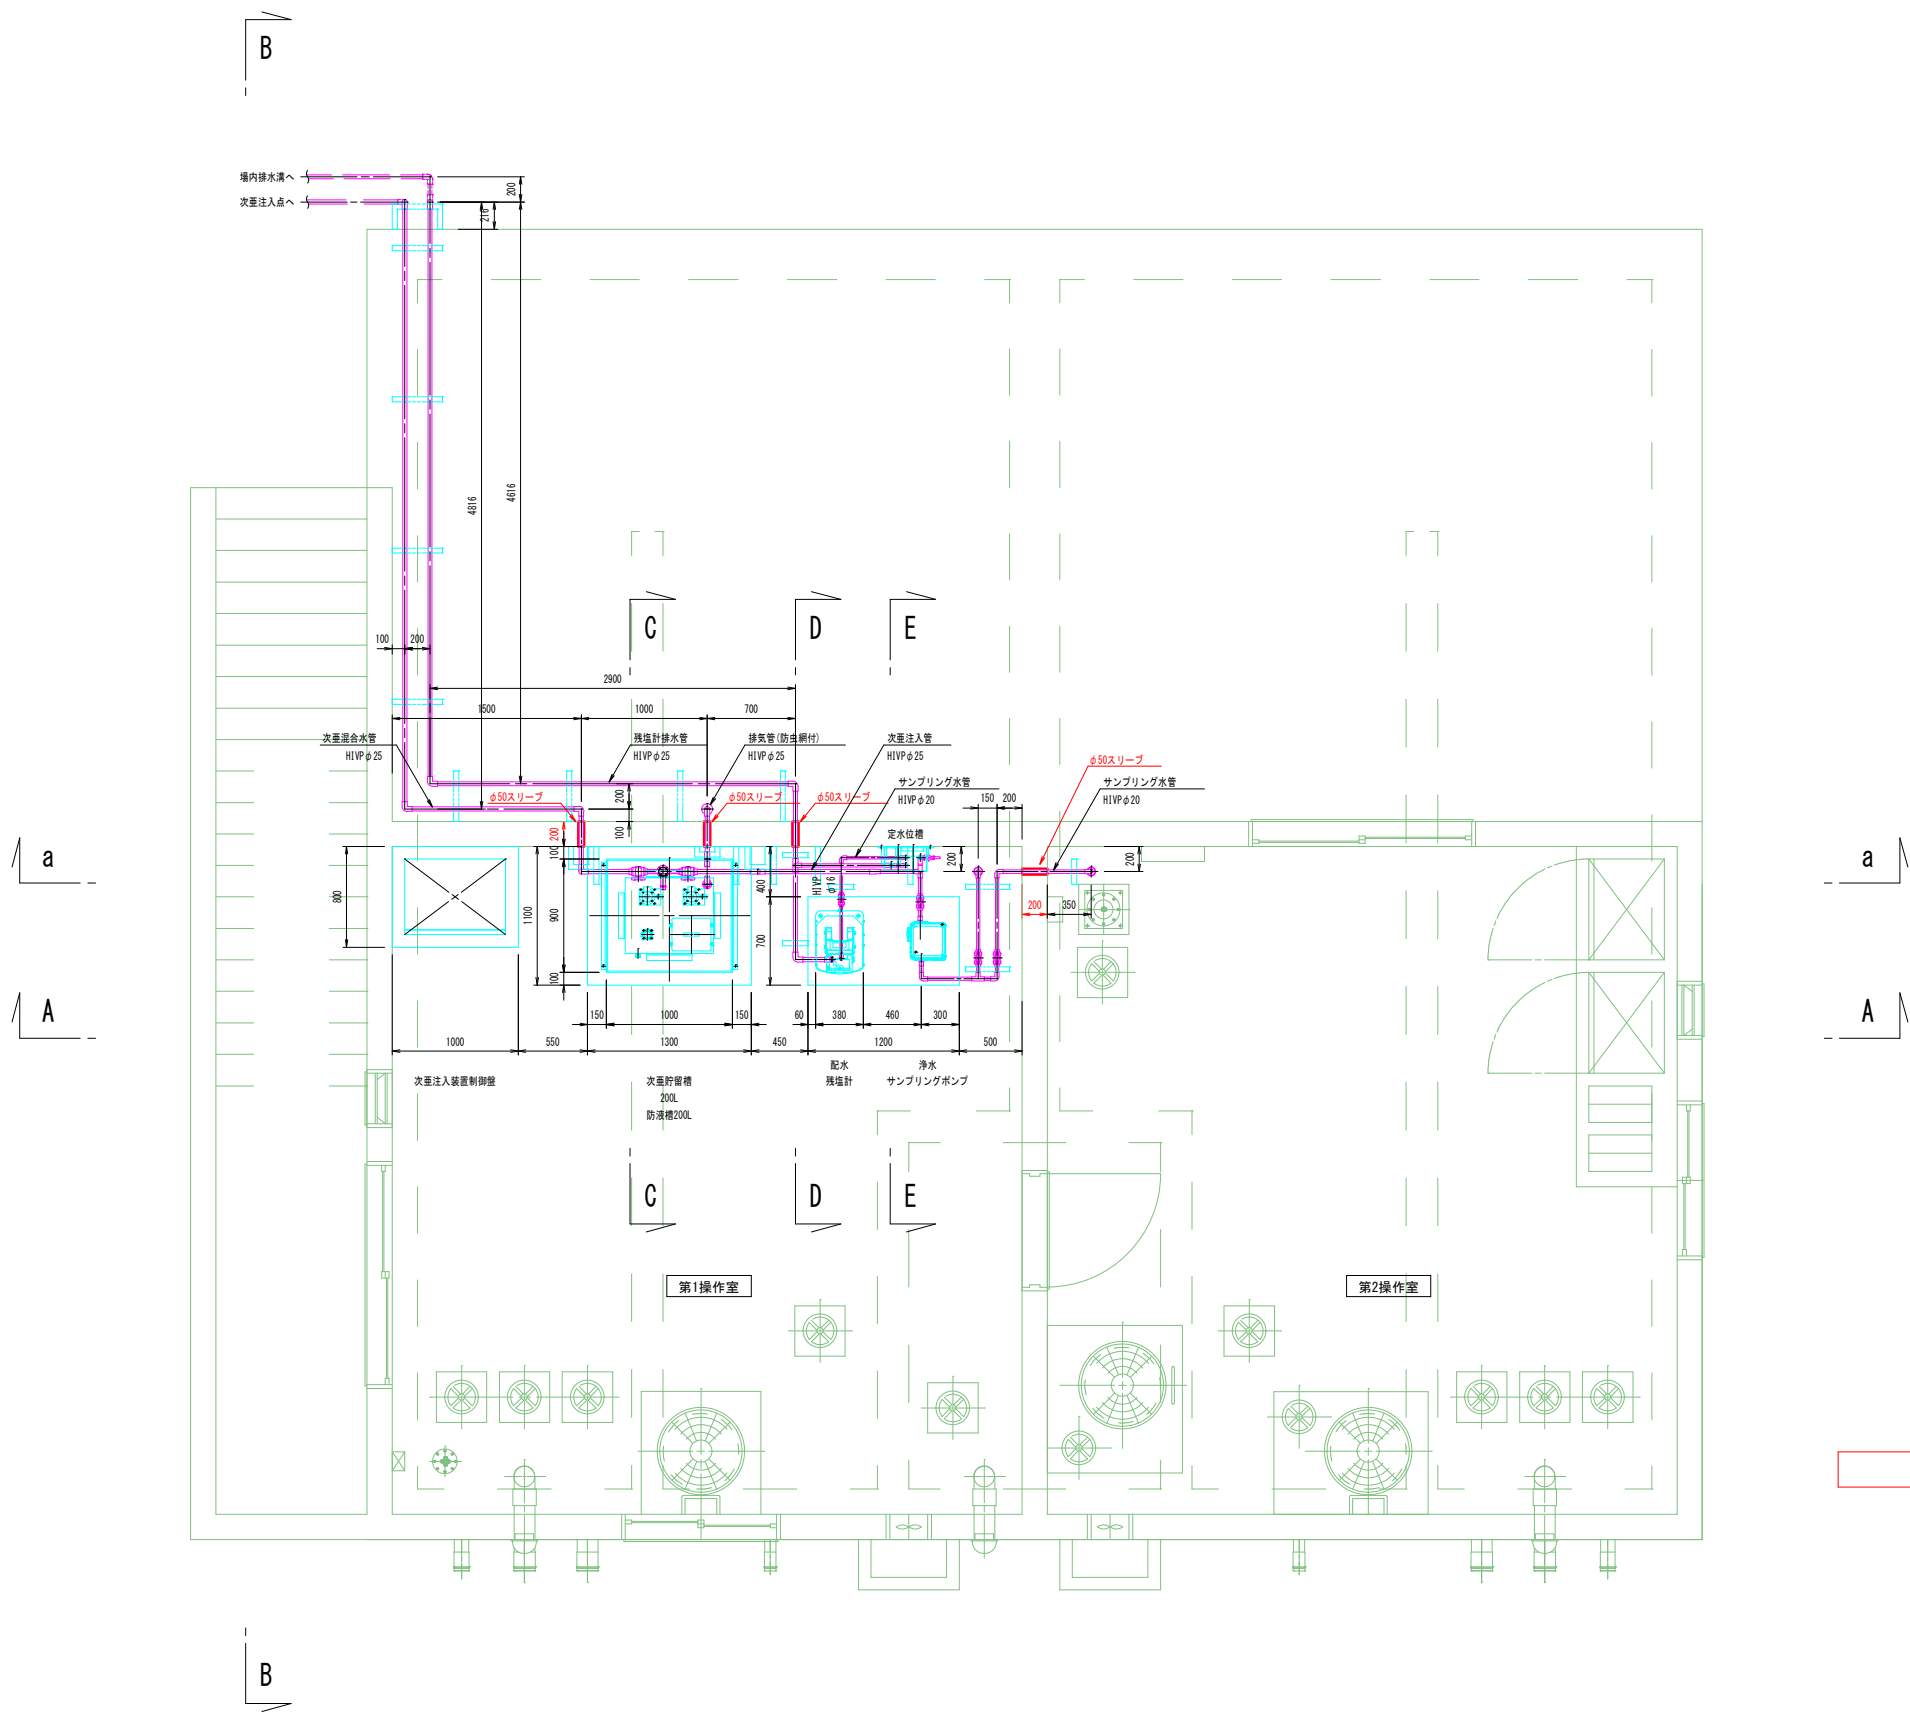 B
場内排水溝へ
次亜注入点へ
200
216
4816
4616
C
D
E
100
200
2900
1500
1000
700
次亜混合水管
HIVPφ25
残塩計排水管
HIVPφ25
排気管(防虫網付)
HIVPφ25
次亜注入管
HIVPφ25
サンプリング水管
HIVPφ20
φ50スリーブ
サンプリング水管
HIVPφ20
φ50スリーブ
φ50スリーブ
φ50スリーブ
200
100
150
200
定水位槽
200
100
200
200
a
a
800
1100
900
100
400
700
HIVP
φ16
200
350
A
A
150
1000
150
60
380
460
300
1000
550
1300
450
1200
500
次亜注入装置制御盤
次亜貯留槽
200L
防液槽200L
配水
残塩計
浄水
サンプリングポンプ
C
D
E
第1操作室
第2操作室
B